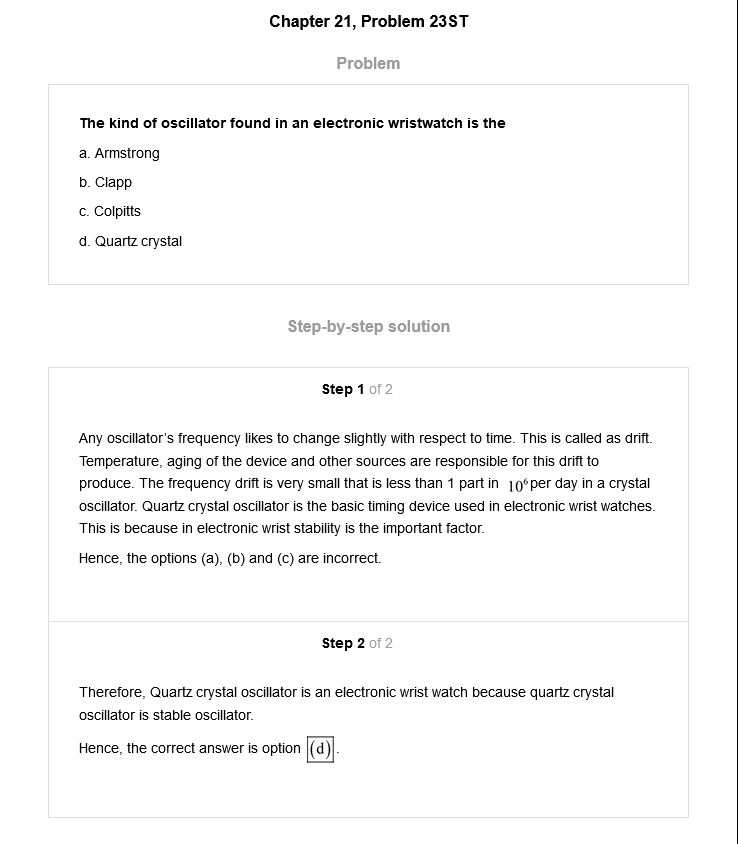 Chapter 21, Problem 23ST
Problem
The kind of oscillator found in an electronic wristwatch is the
a. Armstrong
b. Clapp
c. Colpitts
d. Quartz crystal
Step-by-step solution
Step 1 of 2
Any oscillator's frequency likes to change slightly with respect to time. This is called as drift.
Temperature, aging of the device and other sources are responsible for this drift to
produce. The frequency drift is very small that is less than 1 part in 10⁶ per day in a crystal
oscillator. Quartz crystal oscillator is the basic timing device used in electronic wrist watches.
This is because in electronic wrist stability is the important factor.
Hence, the options (a), (b) and (c) are incorrect.
Step 2 of 2
Therefore, Quartz crystal oscillator is an electronic wrist watch because quartz crystal
oscillator is stable oscillator.
Hence, the correct answer is option (d).